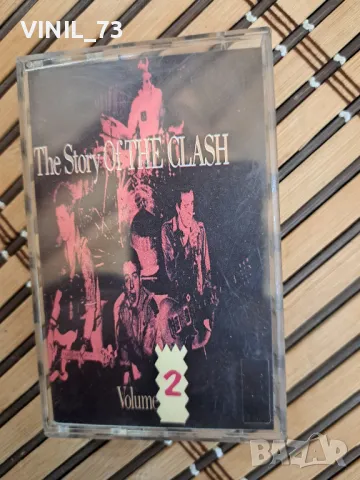 VINIL_73
The Story Of THE CLASH
Volume 2
BAZAR